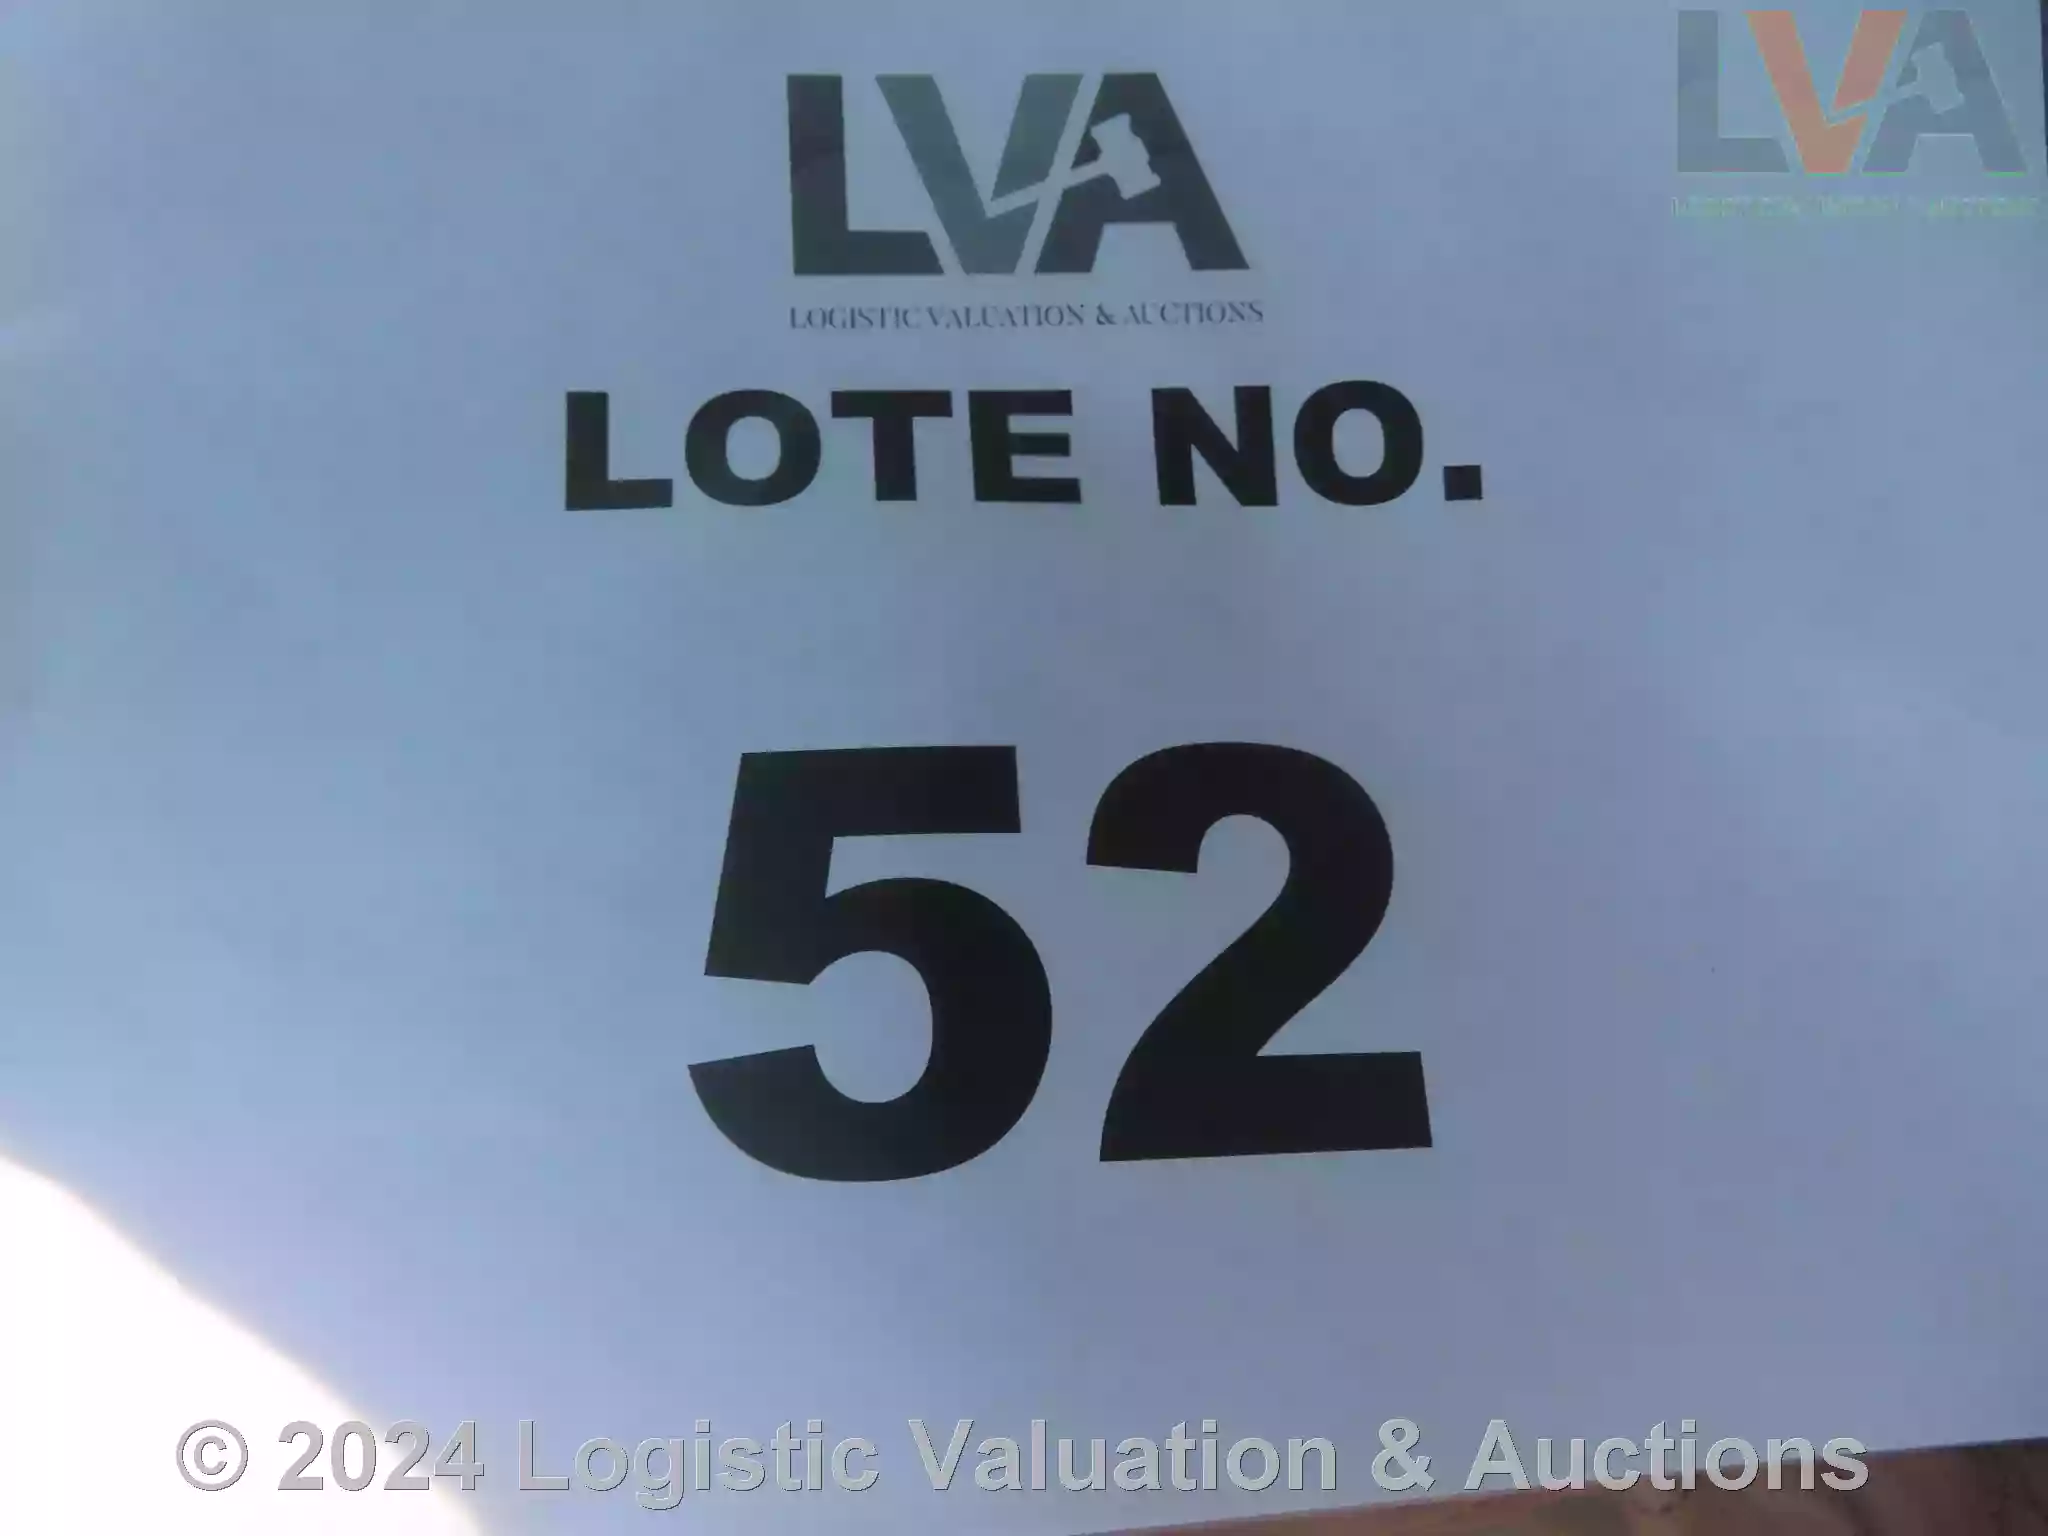 LVA
LVA
LOGISTIC VALUATION & AUCTIONS
LOTE NO.
52
© 2024 Logistic Valuation & Auctions